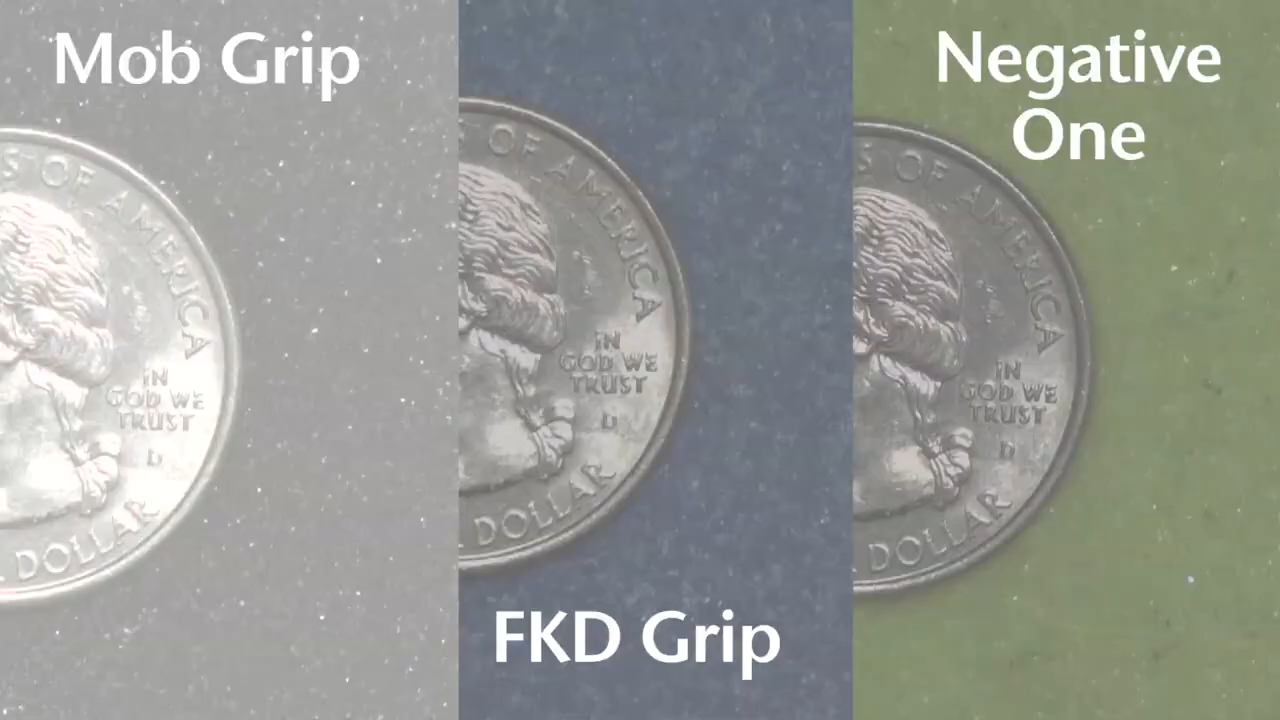 Mob Grip
S OF AMERICA
IN
GOD WE
TRUST
D
DOLLAR
OF AMERICA
IN
GOD WE
TRUST
D
DOLLAR
FKD Grip
Negative
One
S OF AMERICA
IN
GOD WE
TRUST
D
DOLLAR